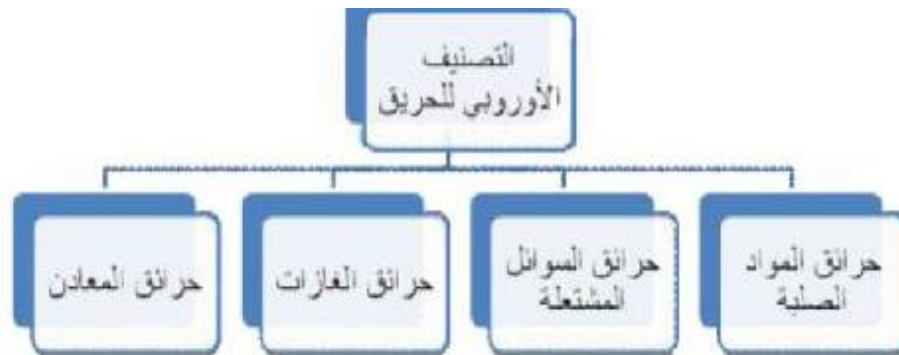 التصنيف
الأوروبي للحريق
حرائق المواد
الصلبة
حرائق السوائل
المشتعلة
حرائق الغازات
حرائق المعادن